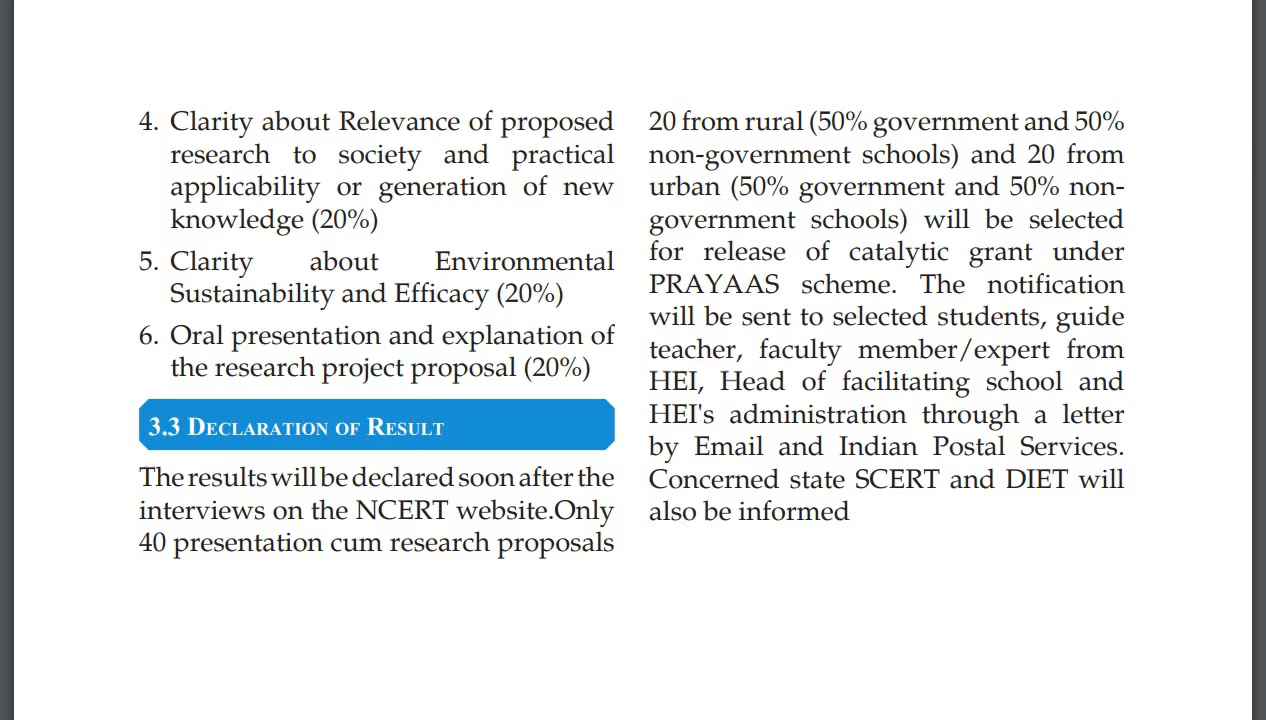 4. Clarity about Relevance of proposed
research to society and practical
applicability or generation of new
knowledge (20%)
5. Clarity about Environmental
Sustainability and Efficacy (20%)
6. Oral presentation and explanation of
the research project proposal (20%)
3.3 Declaration of Result
The results will be declared soon after the
interviews on the NCERT website.Only
40 presentation cum research proposals
20 from rural (50% government and 50%
non-government schools) and 20 from
urban (50% government and 50% non-
government schools) will be selected
for release of catalytic grant under
PRAYAAS scheme. The notification
will be sent to selected students, guide
teacher, faculty member/expert from
HEI, Head of facilitating school and
HEI's administration through a letter
by Email and Indian Postal Services.
Concerned state SCERT and DIET will
also be informed